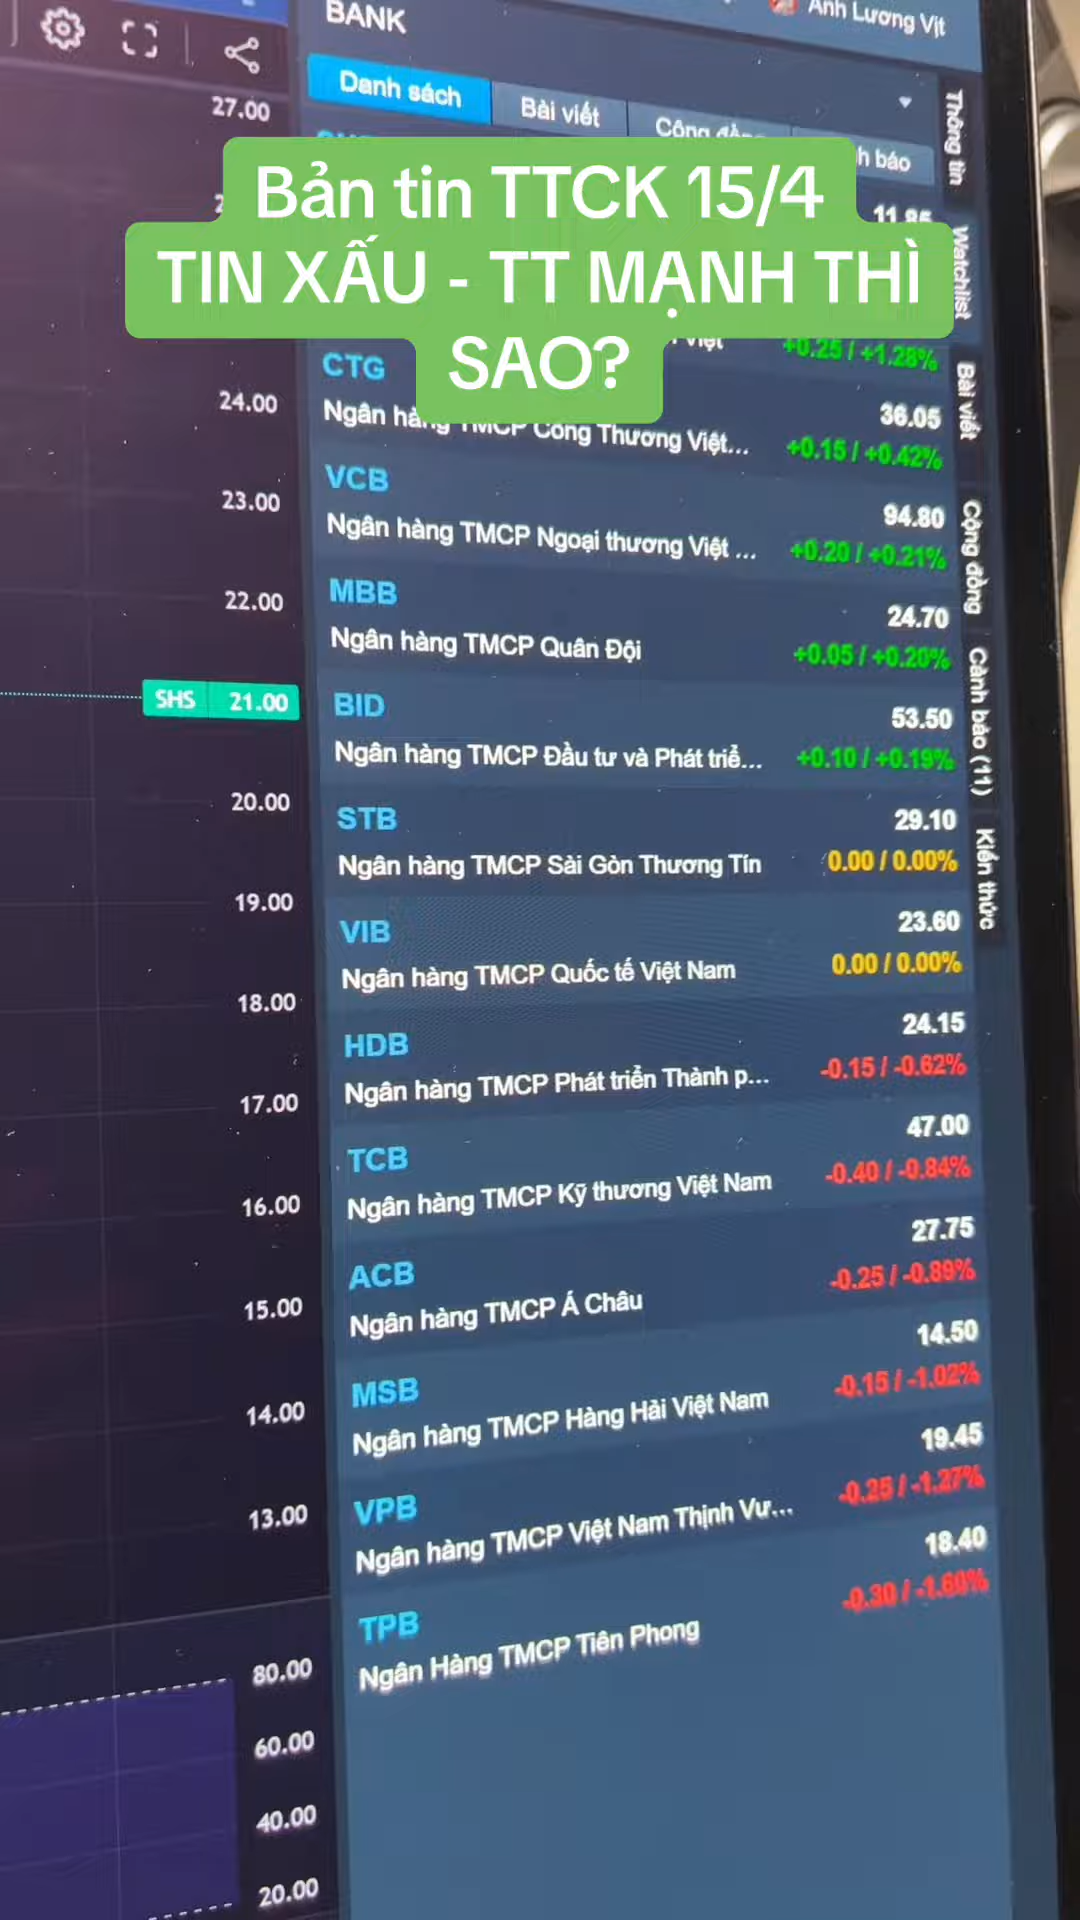 BANK
Anh Lương Vịt
Danh sách
Bài viết
27.00
Bản tin TTCK 15/4
TIN XẤU - TT MẠNH THÌ
SAO?
h báo
Thông tin
Watchlist
Bài viết
Cộng đồng
Cảnh báo (11)
Kiến thức
11.85
+0.25 / +1.28%
CTG
36.05
Ngân hàng TMCP Công Thương Việt...
+0.15 / +0.42%
VCB
94.80
Ngân hàng TMCP Ngoại thương Việt ...
+0.20 / +0.21%
MBB
24.70
Ngân hàng TMCP Quân Đội
+0.05 / +0.20%
BID
53.50
Ngân hàng TMCP Đầu tư và Phát triể...
+0.10 / +0.19%
STB
29.10
Ngân hàng TMCP Sài Gòn Thương Tín
0.00 / 0.00%
VIB
23.60
Ngân hàng TMCP Quốc tế Việt Nam
0.00 / 0.00%
HDB
24.15
Ngân hàng TMCP Phát triển Thành p...
-0.15 / -0.62%
TCB
47.00
Ngân hàng TMCP Kỹ thương Việt Nam
-0.40 / -0.84%
ACB
27.75
Ngân hàng TMCP Á Châu
-0.25 / -0.89%
MSB
14.50
Ngân hàng TMCP Hàng Hải Việt Nam
-0.15 / -1.02%
VPB
19.45
Ngân hàng TMCP Việt Nam Thịnh Vư...
-0.25 / -1.27%
TPB
18.40
Ngân Hàng TMCP Tiên Phong
-0.30 / -1.60%
24.00
23.00
22.00
SHS 21.00
20.00
19.00
18.00
17.00
16.00
15.00
14.00
13.00
80.00
60.00
40.00
20.00